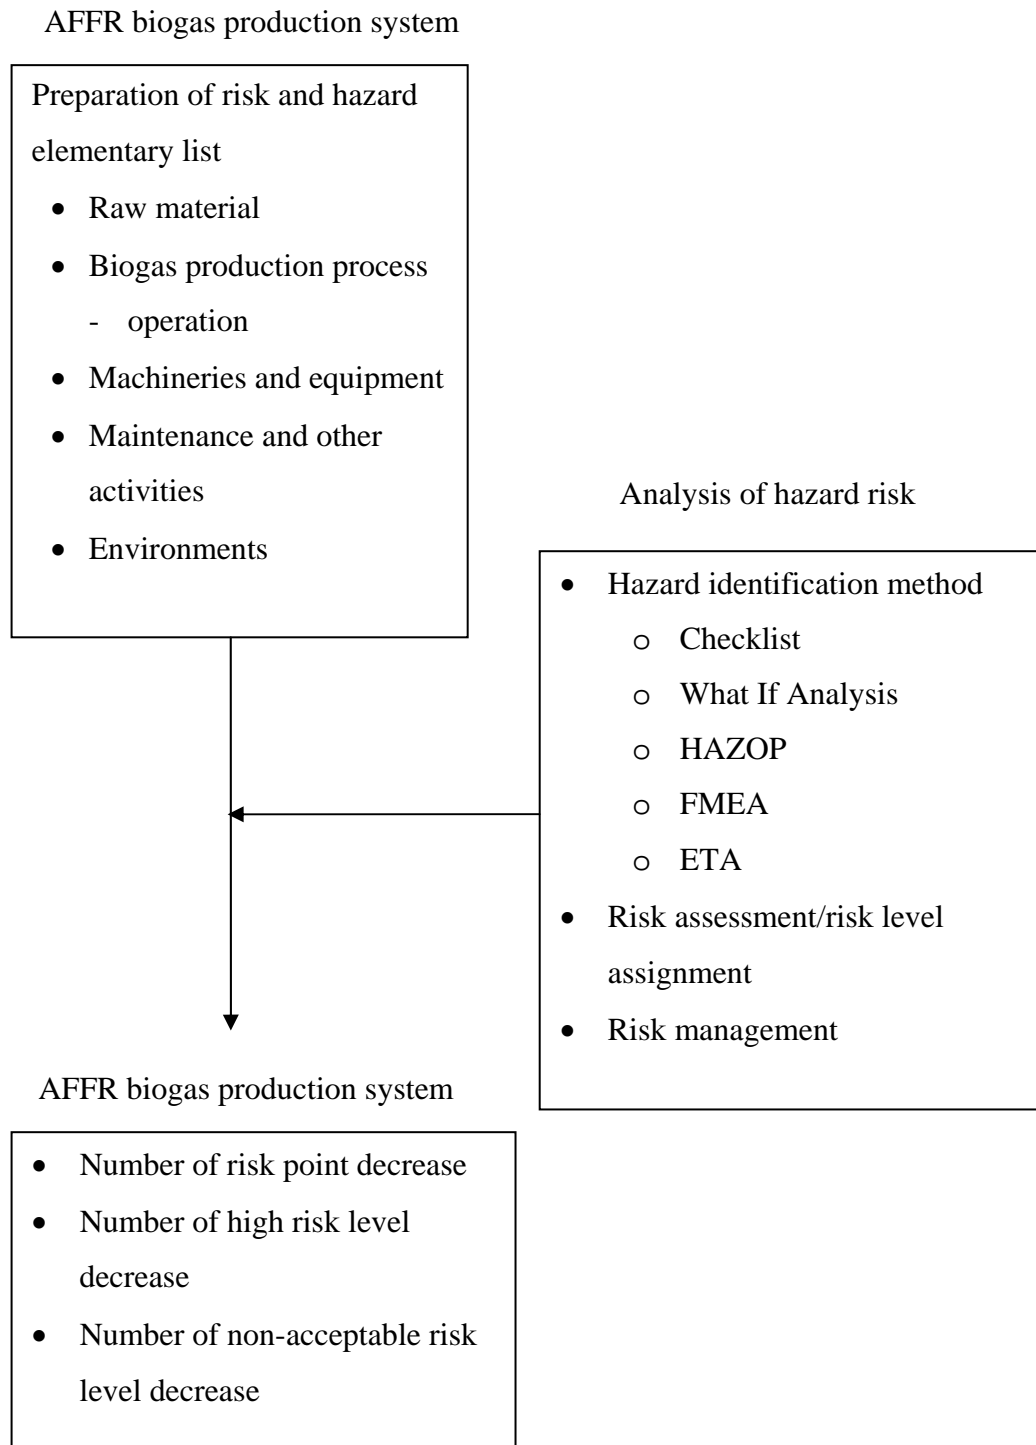 AFFR biogas production system
Preparation of risk and hazard
elementary list
• Raw material
• Biogas production process
- operation
• Machineries and equipment
• Maintenance and other
activities
• Environments
Analysis of hazard risk
• Hazard identification method
o Checklist
o What If Analysis
o HAZOP
o FMEA
o ETA
• Risk assessment/risk level
assignment
• Risk management
AFFR biogas production system
• Number of risk point decrease
• Number of high risk level
decrease
• Number of non-acceptable risk
level decrease